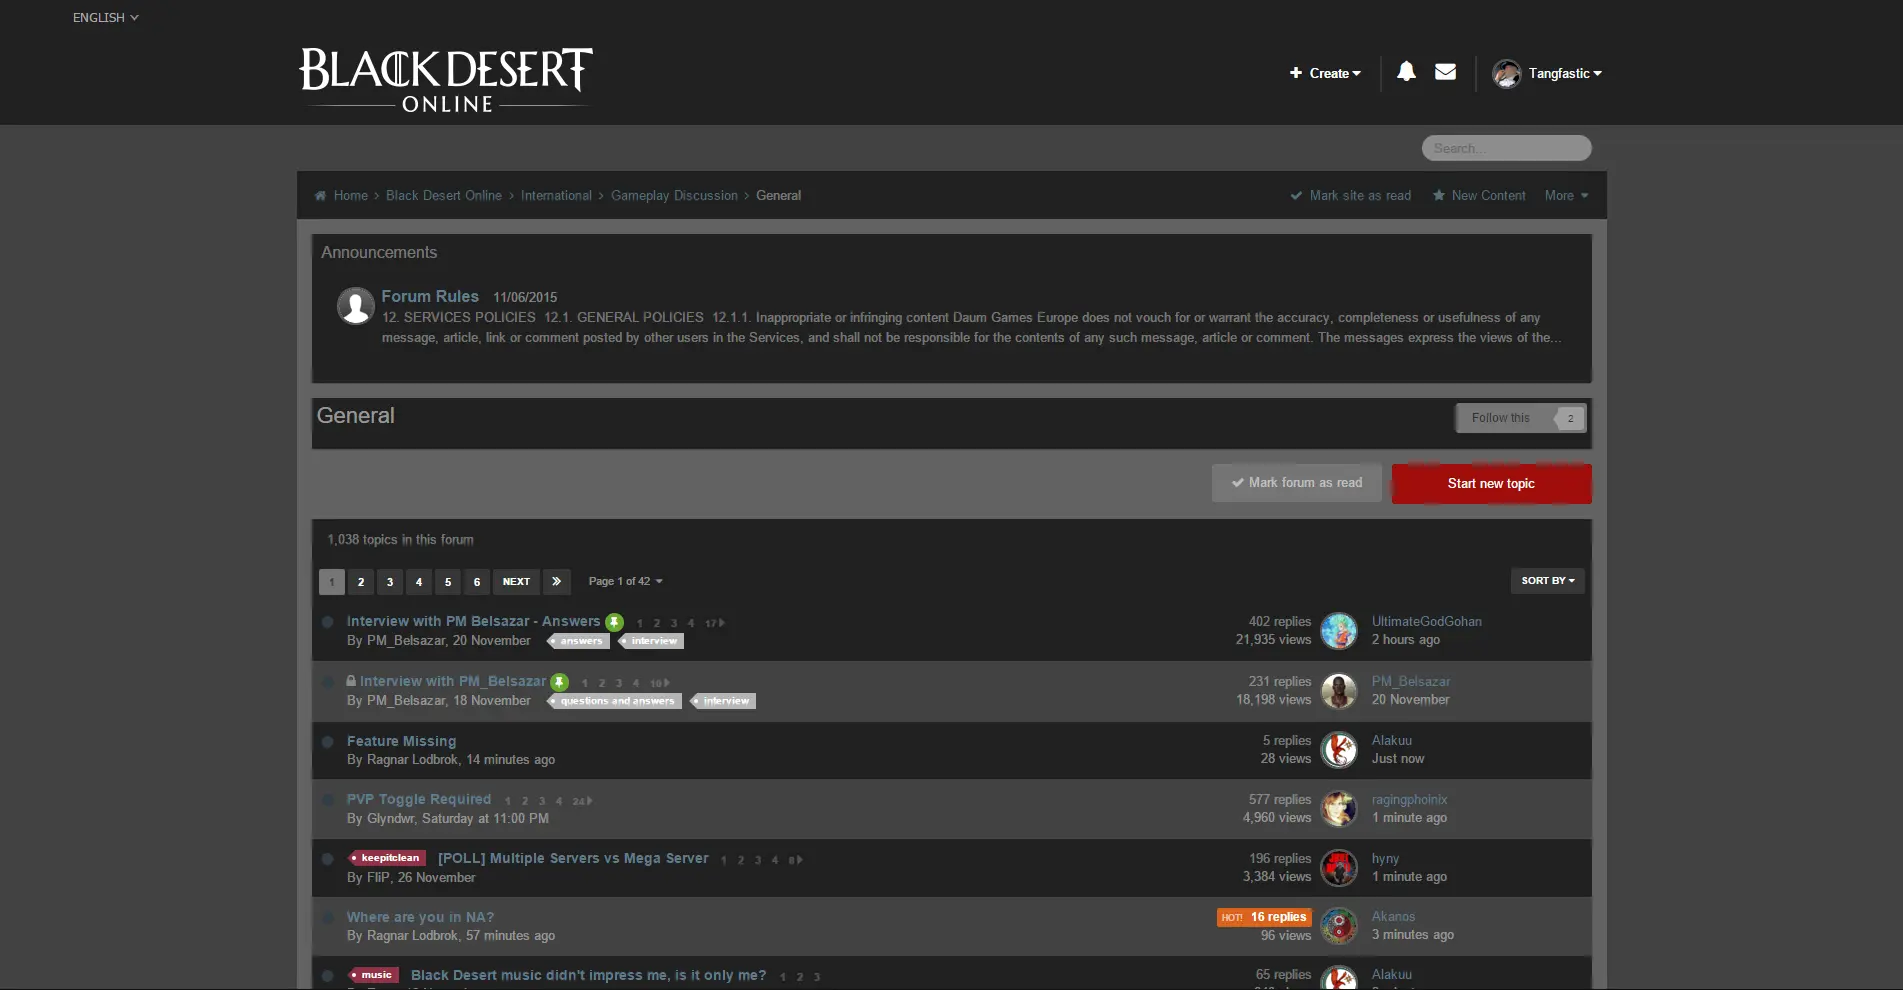 ENGLISH
BLACK DESERT
ONLINE
Create
Tangfastic
Search...
Home > Black Desert Online > International > Gameplay Discussion > General
Mark site as read New Content More
Announcements
Forum Rules 11/06/2015
12. SERVICES POLICIES 12.1. GENERAL POLICIES 12.1.1. Inappropriate or infringing content Daum Games Europe does not vouch for or warrant the accuracy, completeness or usefulness of any
message, article, link or comment posted by other users in the Services, and shall not be responsible for the contents of any such message, article or comment. The messages express the views of the...
General
Follow this 2
Mark forum as read
Start new topic
1,038 topics in this forum
1 2 3 4 5 6 NEXT » Page 1 of 42
SORT BY
Interview with PM Belsazar - Answers 1 2 3 4 17
402 replies UltimateGodGohan
By PM_Belsazar, 20 November answers interview
21,935 views 2 hours ago
Interview with PM_Belsazar 1 2 3 4 10
231 replies PM_Belsazar
By PM_Belsazar, 18 November questions and answers interview
18,198 views 20 November
Feature Missing
5 replies Alakuu
By Ragnar Lodbrok, 14 minutes ago
28 views Just now
PVP Toggle Required 1 2 3 4 24
577 replies ragingphoinix
By Glyndwr, Saturday at 11:00 PM
4,960 views 1 minute ago
keepitclean [POLL] Multiple Servers vs Mega Server 1 2 3 4 8
196 replies hyny
By FliP, 26 November
3,384 views 1 minute ago
Where are you in NA?
HOT! 16 replies Akanos
By Ragnar Lodbrok, 57 minutes ago
96 views 3 minutes ago
music Black Desert music didn't impress me, is it only me? 1 2 3
65 replies Alakuu